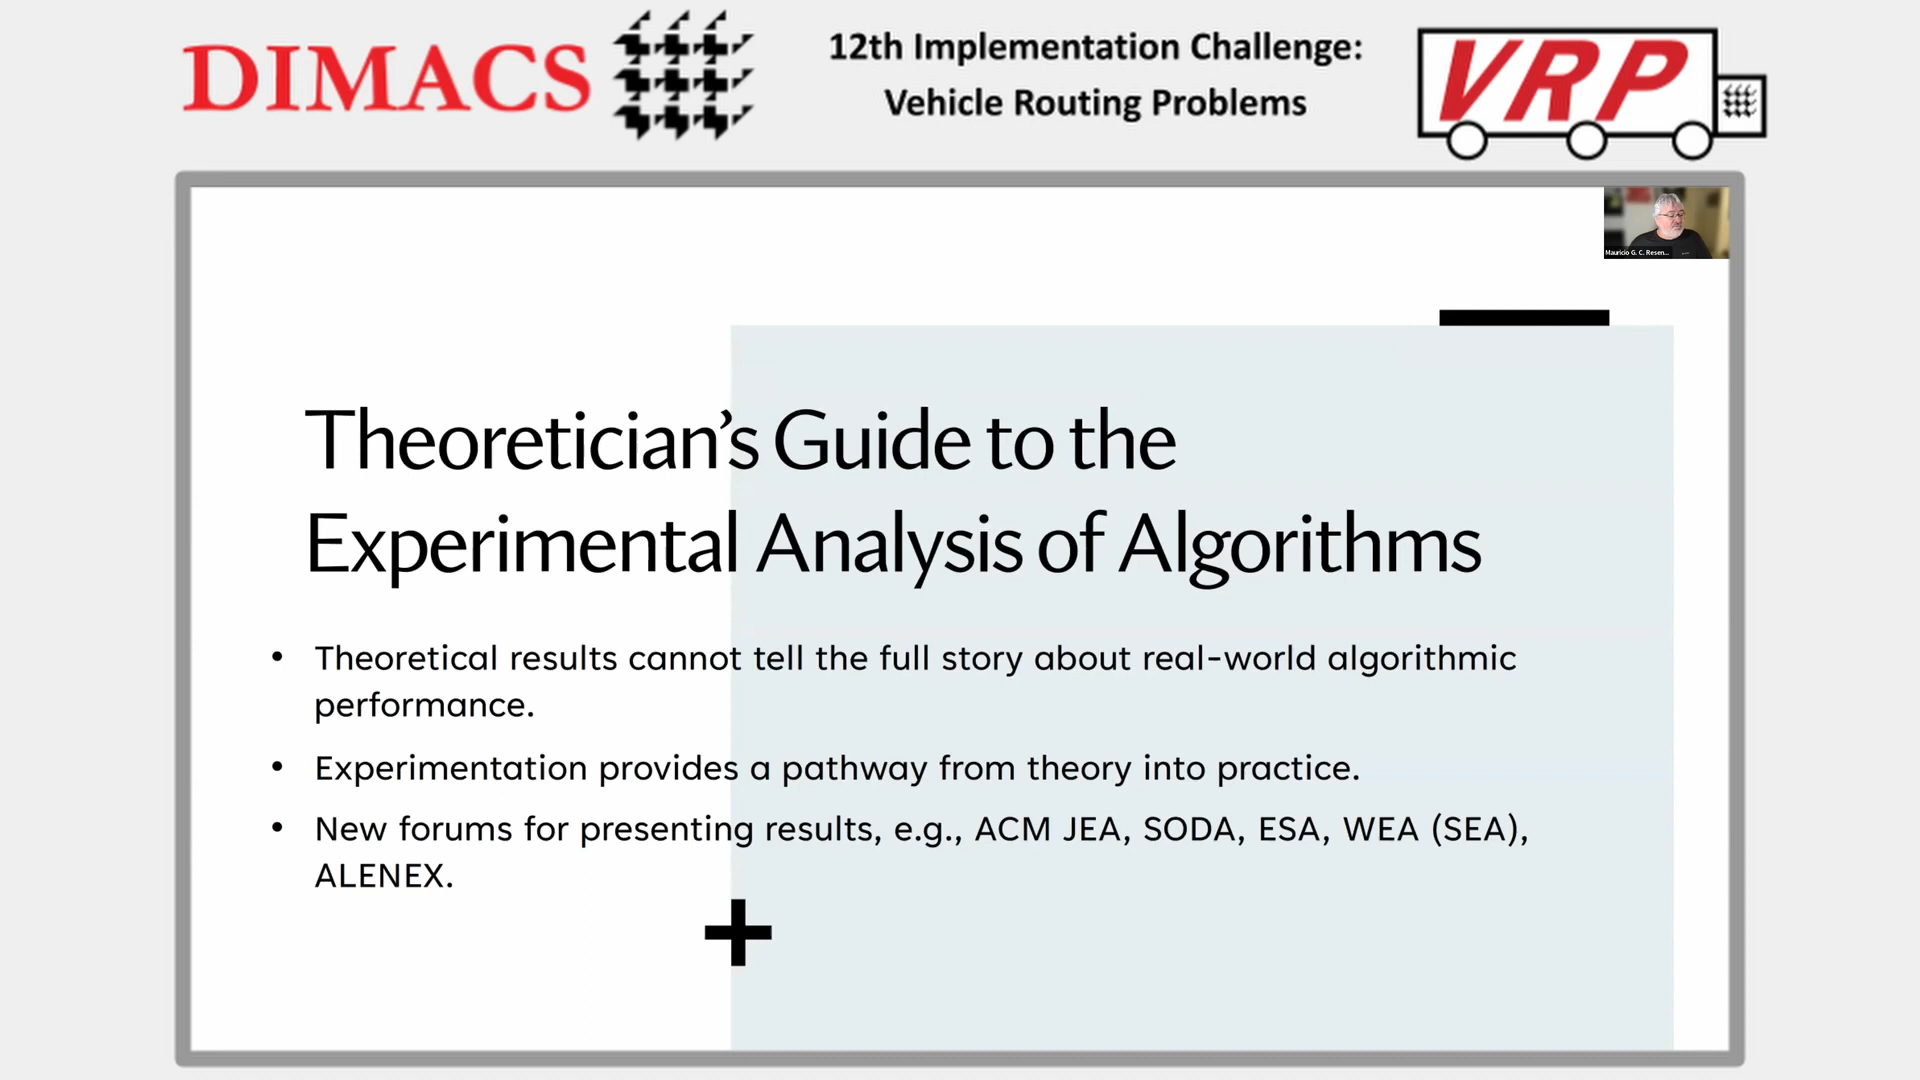 DIMACS
12th Implementation Challenge:
Vehicle Routing Problems
VRP
Mauricio G. C. Resen...
Theoretician’s Guide to the
Experimental Analysis of Algorithms
• Theoretical results cannot tell the full story about real-world algorithmic
performance.
• Experimentation provides a pathway from theory into practice.
• New forums for presenting results, e.g., ACM JEA, SODA, ESA, WEA (SEA),
ALENEX.